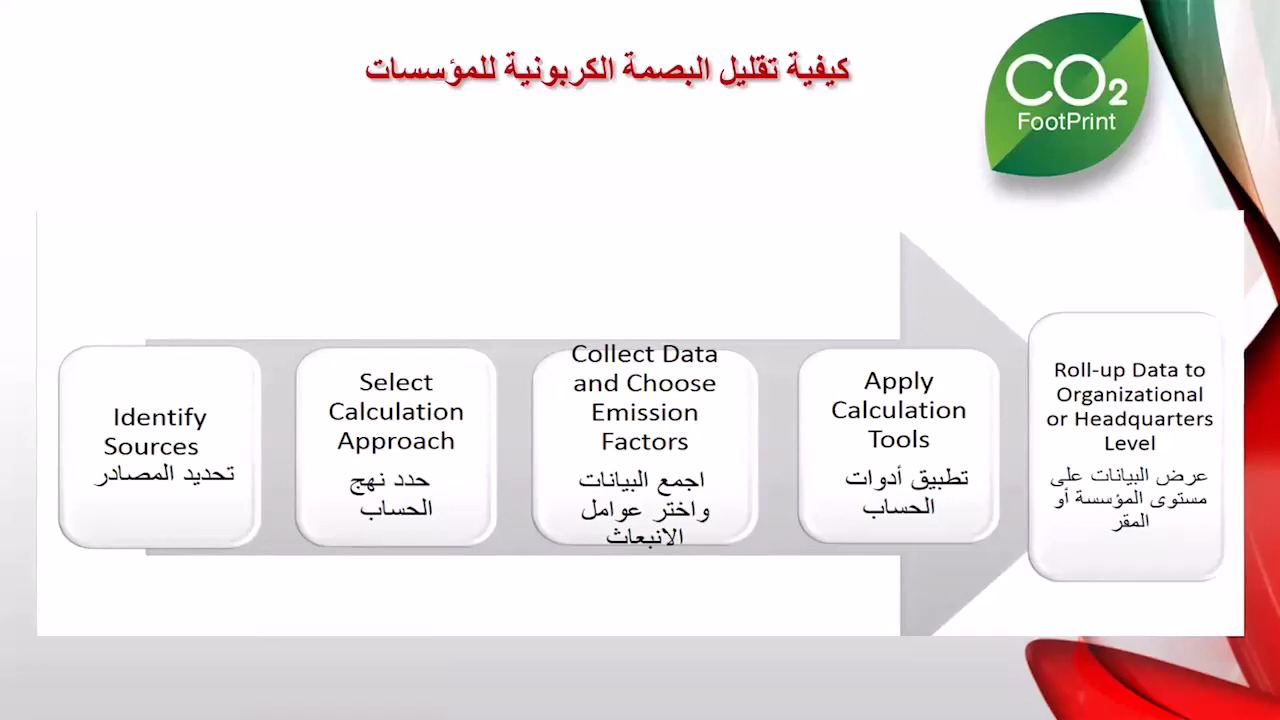 كيفية تقليل البصمة الكربونية للمؤسسات
CO2
FootPrint
Identify
Sources
تحديد المصادر
Select
Calculation
Approach
حدد نهج
الحساب
Collect Data
and Choose
Emission
Factors
اجمع البيانات
واختر عوامل
الانبعاث
Apply
Calculation
Tools
تطبيق أدوات
الحساب
Roll-up Data to
Organizational
or Headquarters
Level
عرض البيانات على
مستوى المؤسسة أو
المقر